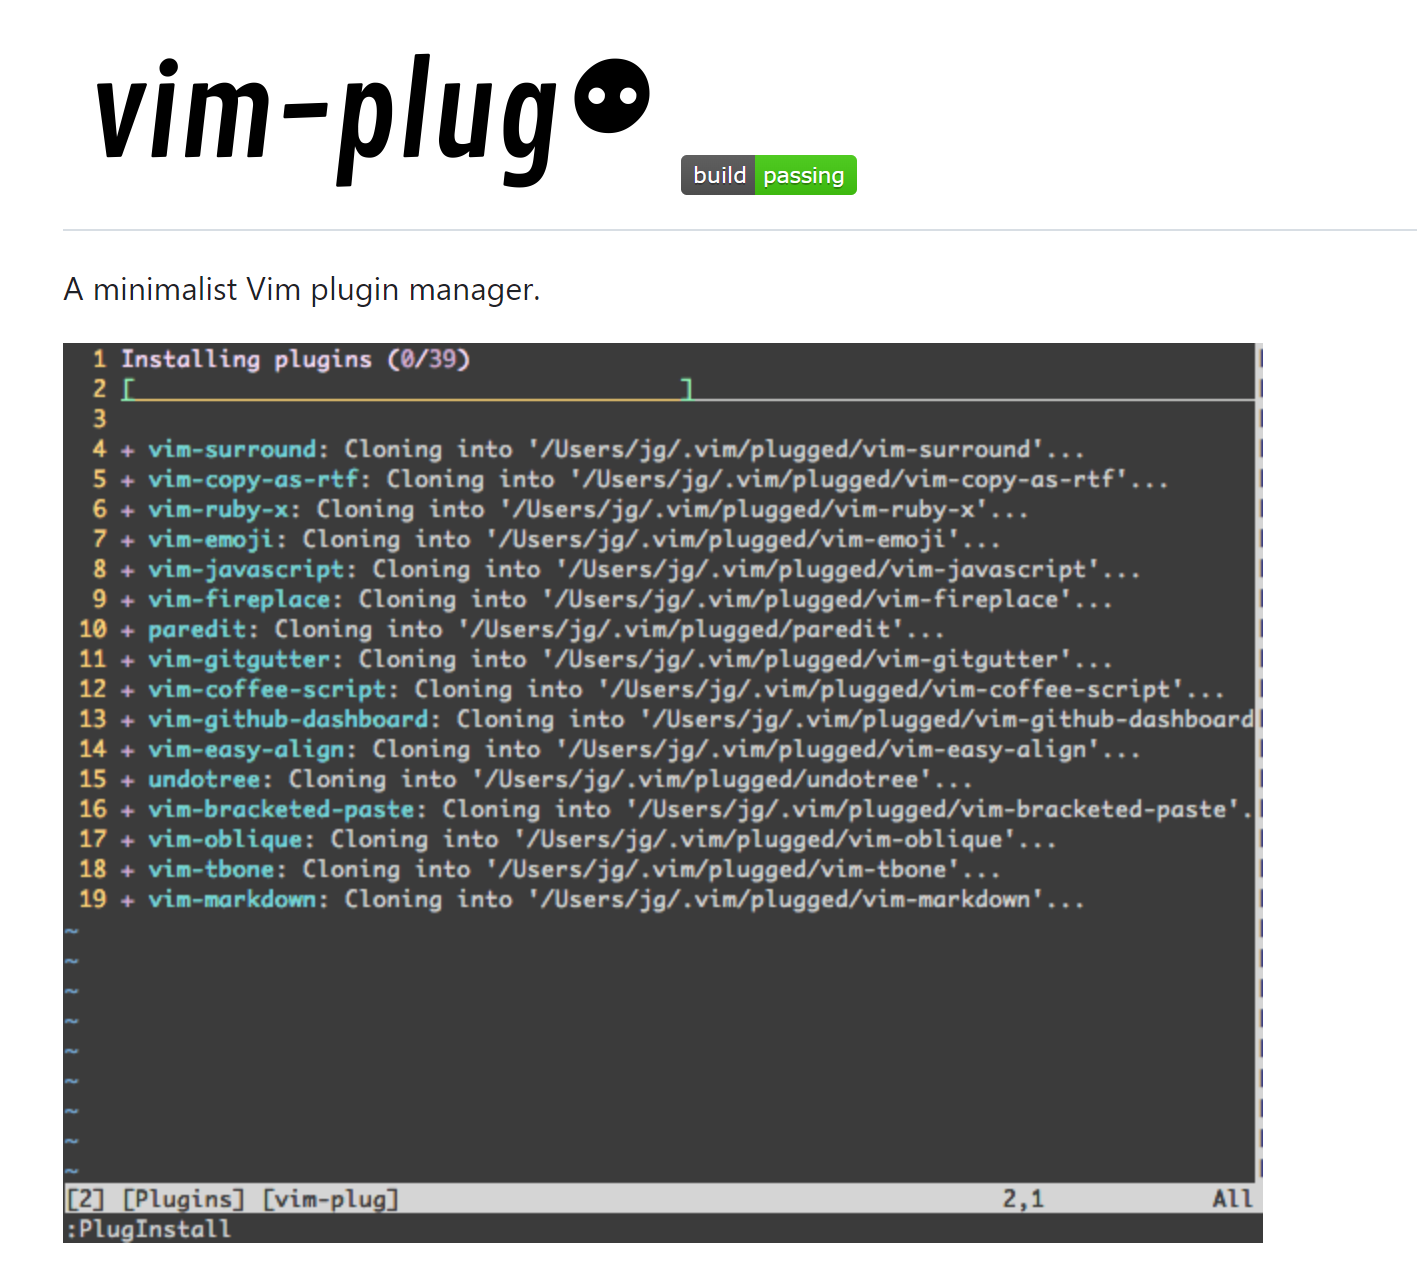 vim-plug
build passing
A minimalist Vim plugin manager.
1 Installing plugins (0/39)
2 [ ]
3
4 + vim-surround: Cloning into '/Users/jg/.vim/plugged/vim-surround'...
5 + vim-copy-as-rtf: Cloning into '/Users/jg/.vim/plugged/vim-copy-as-rtf'...
6 + vim-ruby-x: Cloning into '/Users/jg/.vim/plugged/vim-ruby-x'...
7 + vim-emoji: Cloning into '/Users/jg/.vim/plugged/vim-emoji'...
8 + vim-javascript: Cloning into '/Users/jg/.vim/plugged/vim-javascript'...
9 + vim-fireplace: Cloning into '/Users/jg/.vim/plugged/vim-fireplace'...
10 + paredit: Cloning into '/Users/jg/.vim/plugged/paredit'...
11 + vim-gitgutter: Cloning into '/Users/jg/.vim/plugged/vim-gitgutter'...
12 + vim-coffee-script: Cloning into '/Users/jg/.vim/plugged/vim-coffee-script'...
13 + vim-github-dashboard: Cloning into '/Users/jg/.vim/plugged/vim-github-dashboard
14 + vim-easy-align: Cloning into '/Users/jg/.vim/plugged/vim-easy-align'...
15 + undotree: Cloning into '/Users/jg/.vim/plugged/undotree'...
16 + vim-bracketed-paste: Cloning into '/Users/jg/.vim/plugged/vim-bracketed-paste'.
17 + vim-oblique: Cloning into '/Users/jg/.vim/plugged/vim-oblique'...
18 + vim-tbone: Cloning into '/Users/jg/.vim/plugged/vim-tbone'...
19 + vim-markdown: Cloning into '/Users/jg/.vim/plugged/vim-markdown'...
~
~
~
~
~
~
~
~
~
[2] [Plugins] [vim-plug] 2,1 All
:PlugInstall